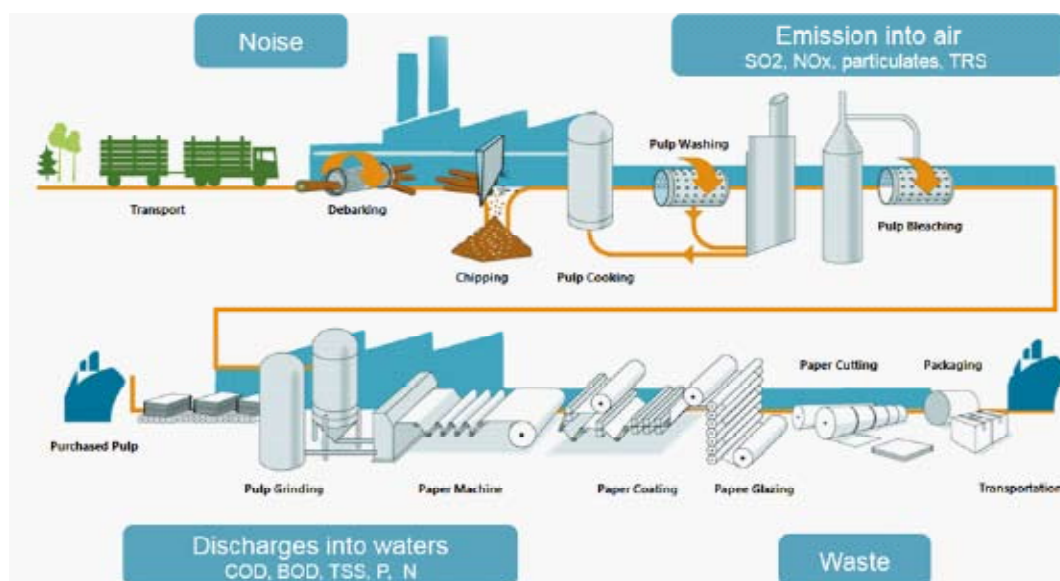 Noise
Emission into air
SO2, NOx, particulates, TRS
Pulp Washing
Transport
Debarking
Pulp Bleaching
Chipping
Pulp Cooking
Paper Cutting
Packaging
Purchased Pulp
Pulp Grinding
Paper Machine
Paper Coating
Papee Glazing
Transportation
Discharges into waters
COD, BOD, TSS, P, N
Waste